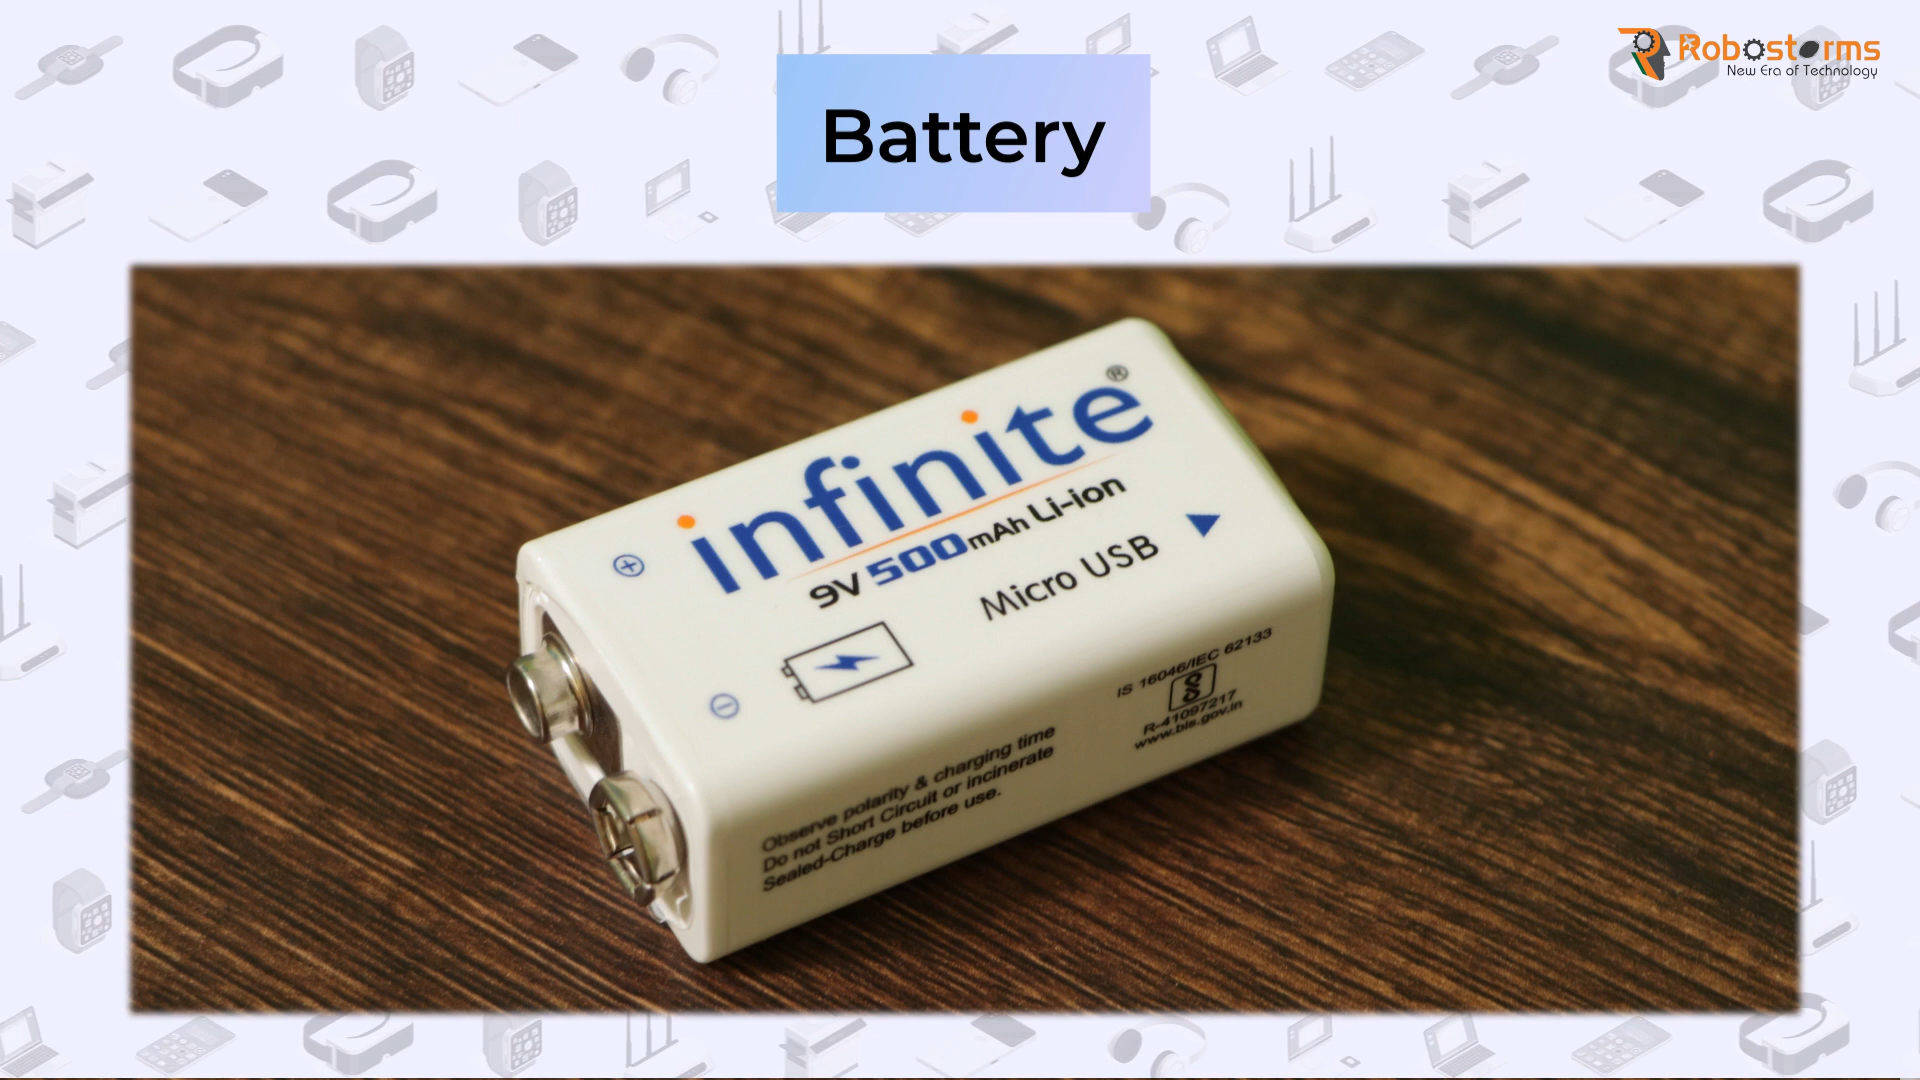 Robostorms
New Era of Technology
Battery
infinite®
9V 500mAh Li-ion
Micro USB
Observe polarity & charging time
Do not Short Circuit or incinerate
Sealed-Charge before use.
IS 16046/IEC 62133
R-41097217
www.bis.gov.in